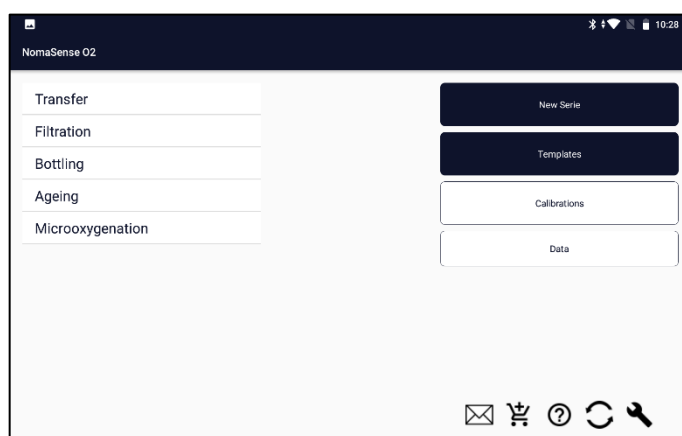 10:28
NomaSense O2
Transfer
Filtration
Bottling
Ageing
Microoxygenation
New Serie
Templates
Calibrations
Data